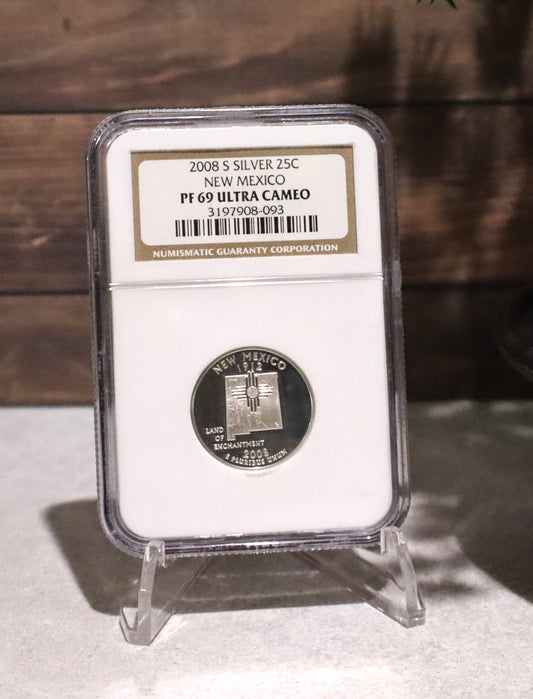 2008 S SILVER 25C
NEW MEXICO
PF 69 ULTRA CAMEO
3197908-093
NUMISMATIC GUARANTY CORPORATION
NEW MEXICO
1912
LAND
OF
ENCHANTMENT
2008
E PLURIBUS UNUM